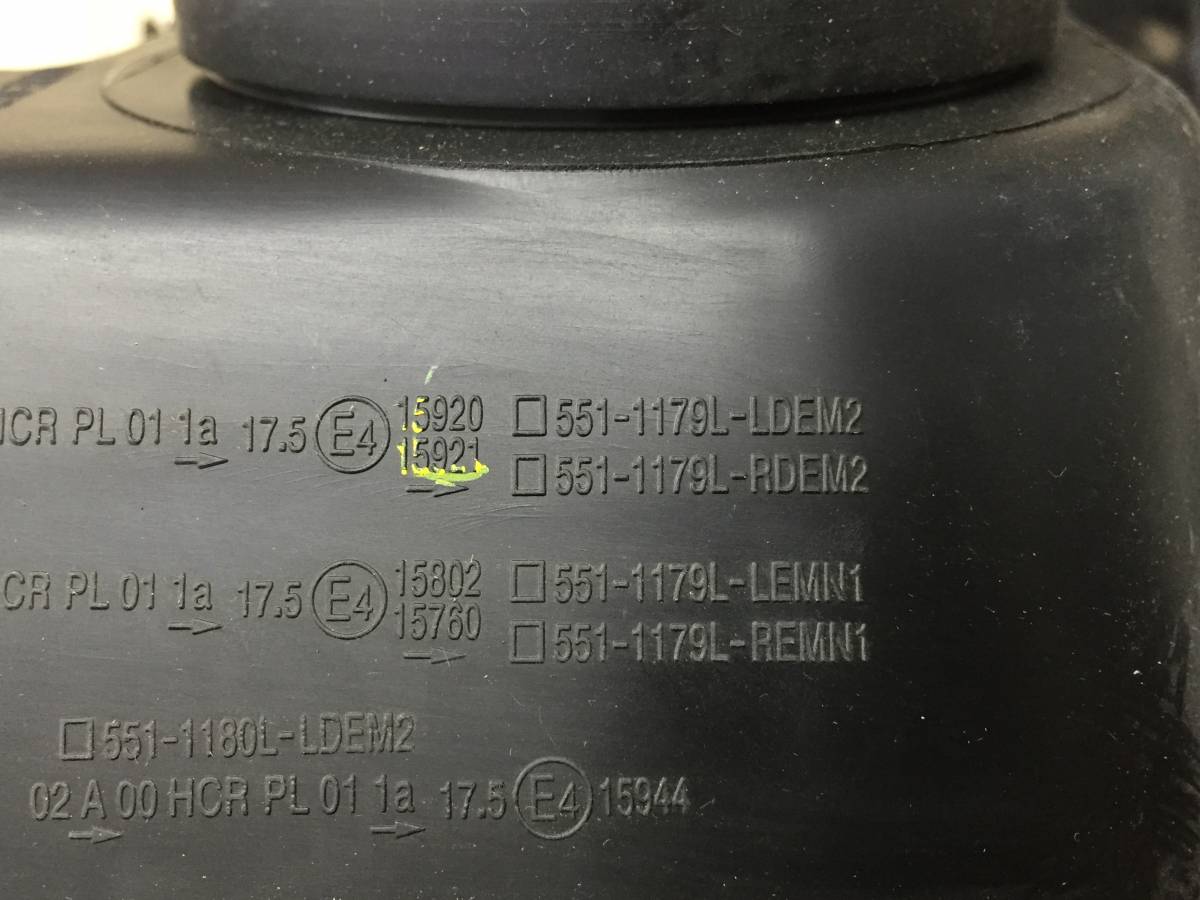 HCR PL 01 1a 17.5 E4 15920 □ 551-1179L-LDEM2
15921 □ 551-1179L-RDEM2
CR PL 01 1a 17.5 E4 15802 □ 551-1179L-LEMN1
15760 □ 551-1179L-REMN1
□ 551-1180L-LDEM2
02 A 00 HCR PL 01 1a 17.5 E4 15944